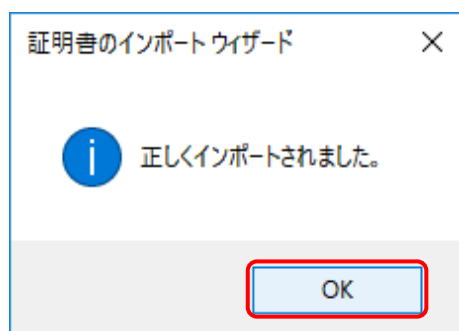 証明書のインポート ウィザード
正しくインポートされました。
OK